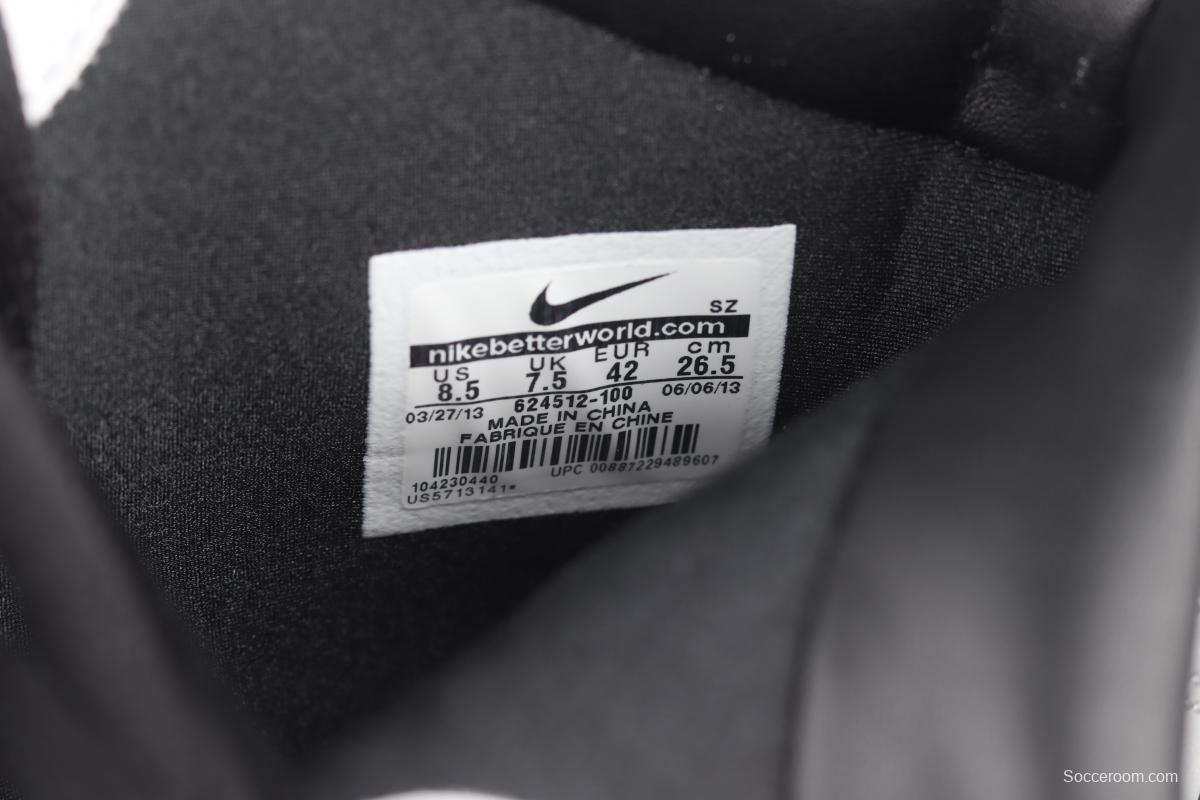 SZ
nikebetterworld.com
US UK EUR cm
8.5 7.5 42 26.5
03/27/13 624512-100 06/06/13
MADE IN CHINA
FABRIQUE EN CHINE
104230440 UPC 00887229489607
US5713141*
Socceroom.com